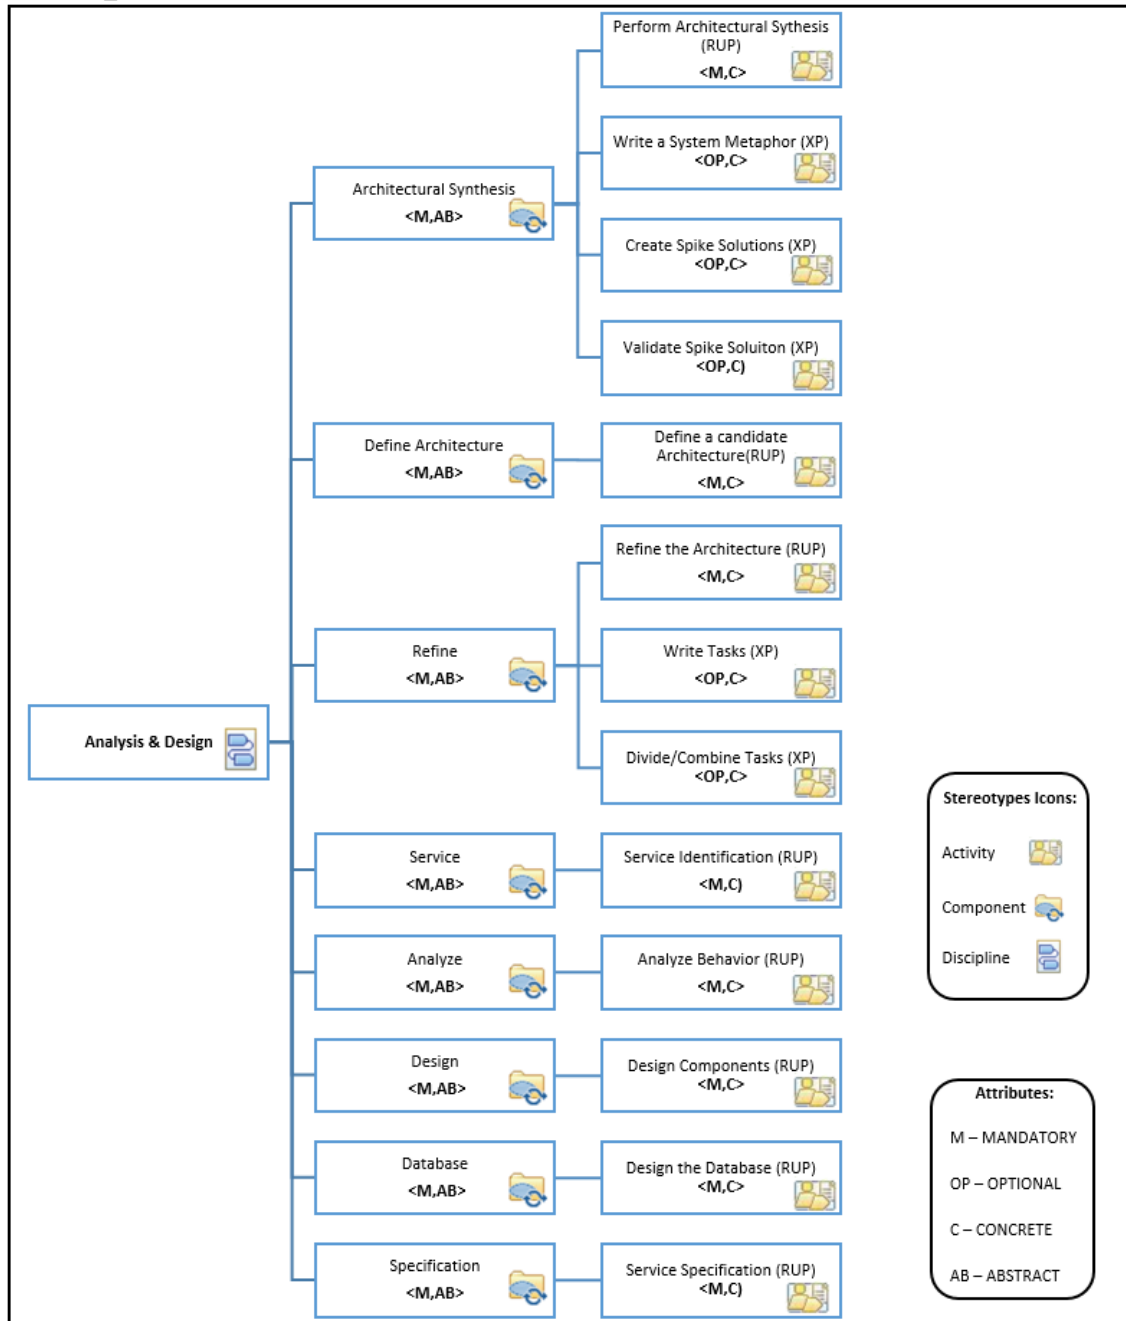 Perform Architectural Sythesis
(RUP)
<M,C>
Write a System Metaphor (XP)
<OP,C>
Architectural Synthesis
<M,AB>
Create Spike Solutions (XP)
<OP,C>
Validate Spike Soluiton (XP)
<OP,C)
Define Architecture
<M,AB>
Define a candidate
Architecture(RUP)
<M,C>
Refine the Architecture (RUP)
<M,C>
Refine
<M,AB>
Write Tasks (XP)
<OP,C>
Analysis & Design
Divide/Combine Tasks (XP)
<OP,C>
Service
<M,AB>
Service Identification (RUP)
<M,C)
Analyze
<M,AB>
Analyze Behavior (RUP)
<M,C>
Design
<M,AB>
Design Components (RUP)
<M,C>
Database
<M,AB>
Design the Database (RUP)
<M,C>
Specification
<M,AB>
Service Specification (RUP)
<M,C)
Stereotypes Icons:
Activity
Component
Discipline
Attributes:
M – MANDATORY
OP – OPTIONAL
C – CONCRETE
AB – ABSTRACT